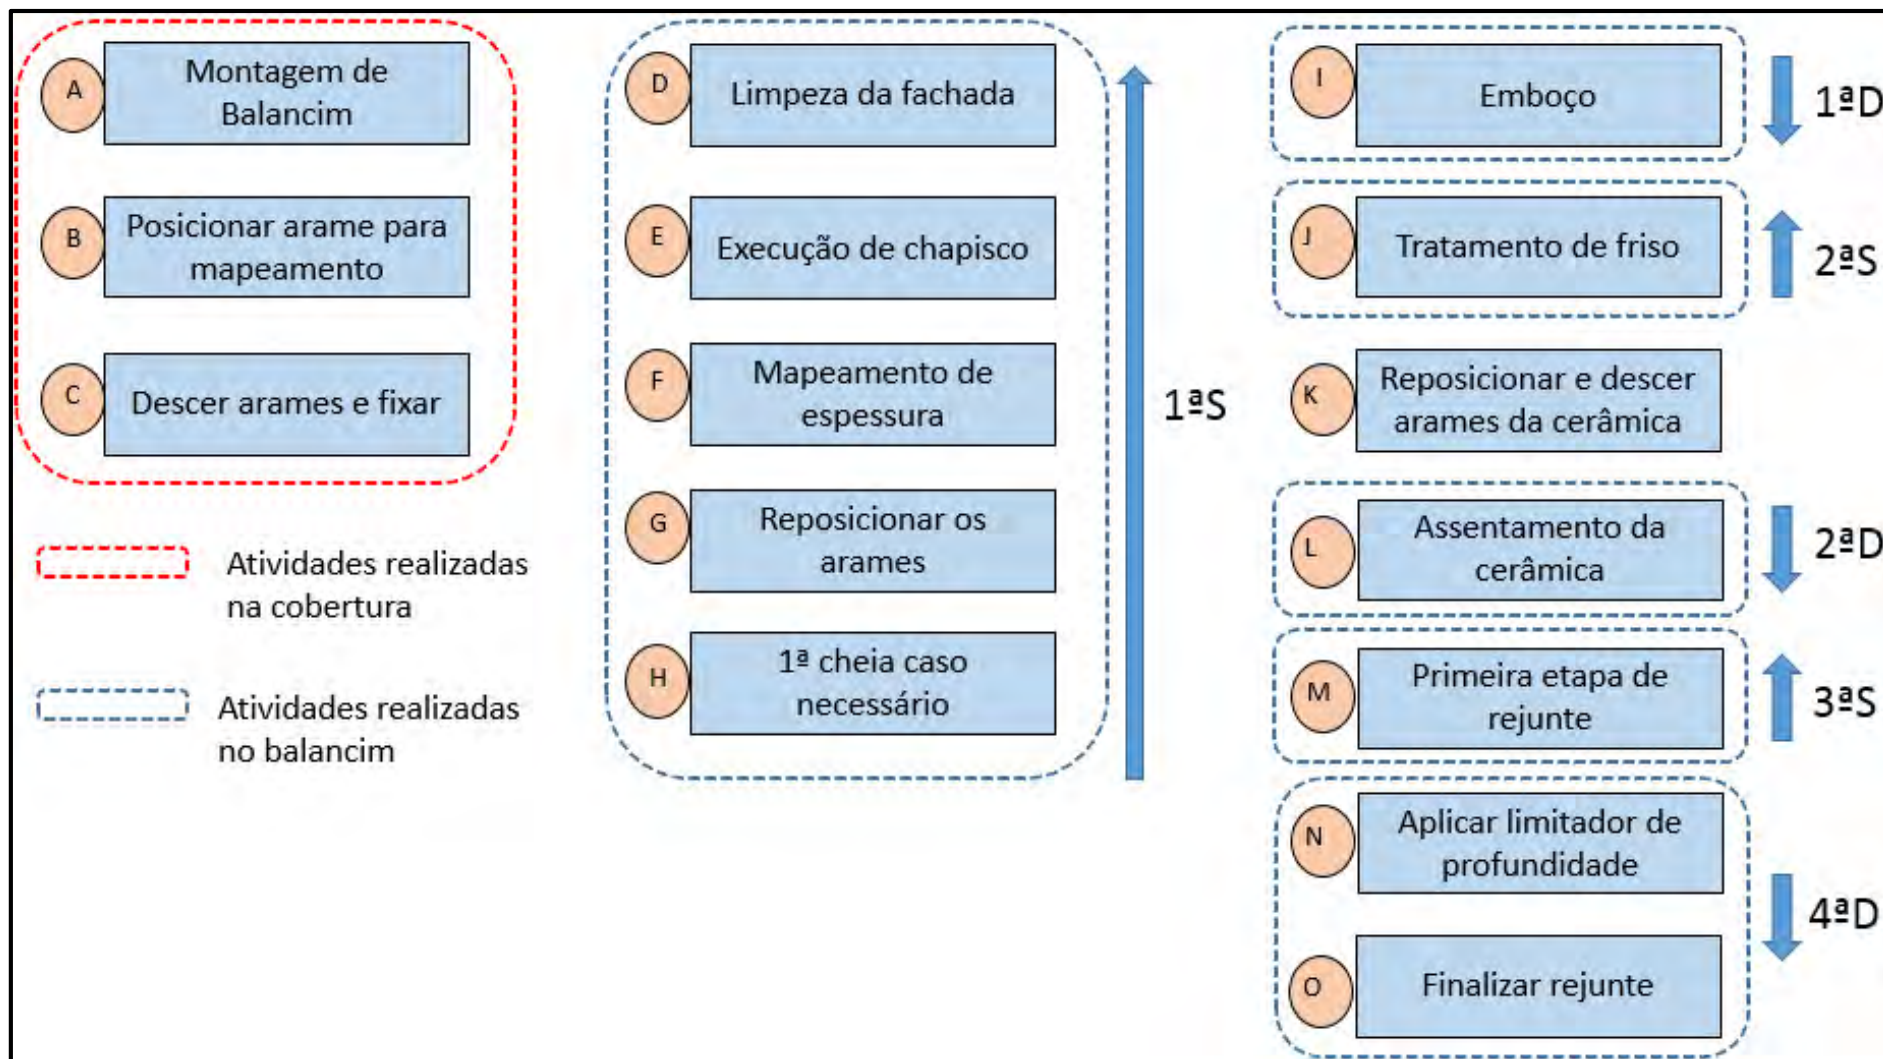 A
Montagem de
Balancim
B
Posicionar arame para
mapeamento
C
Descer arames e fixar
Atividades realizadas
na cobertura
Atividades realizadas
no balancim
D
Limpeza da fachada
E
Execução de chapisco
F
Mapeamento de
espessura
G
Reposicionar os
arames
H
1ª cheia caso
necessário
1ªS
I
Emboço
1ªD
J
Tratamento de friso
2ªS
K
Reposicionar e descer
arames da cerâmica
L
Assentamento da
cerâmica
2ªD
M
Primeira etapa de
rejunte
3ªS
N
Aplicar limitador de
profundidade
O
Finalizar rejunte
4ªD